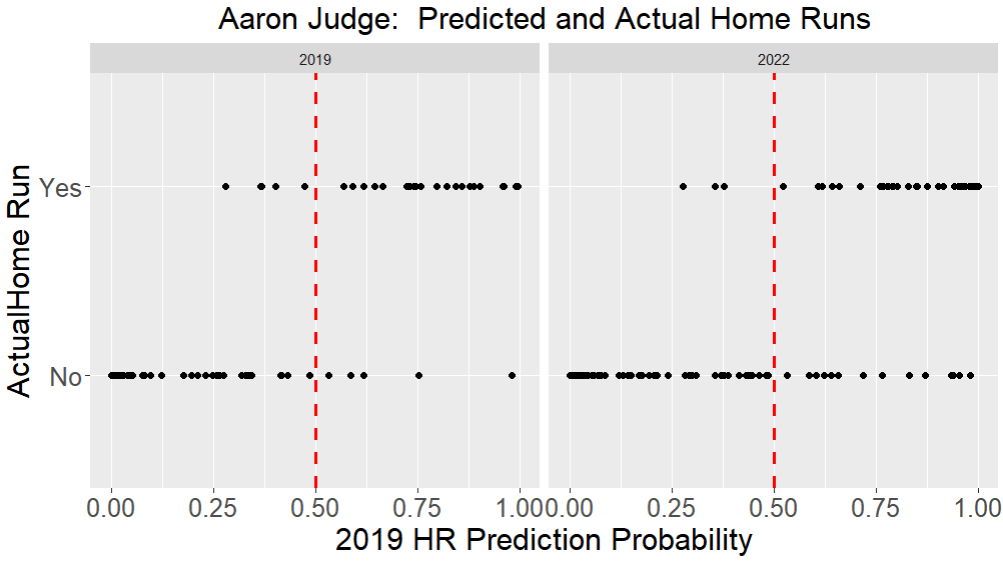 Aaron Judge:  Predicted and Actual Home Runs
2019
2022
ActualHome Run
Yes
No
0.00 0.25 0.50 0.75 1.00
0.00 0.25 0.50 0.75 1.00
2019 HR Prediction Probability